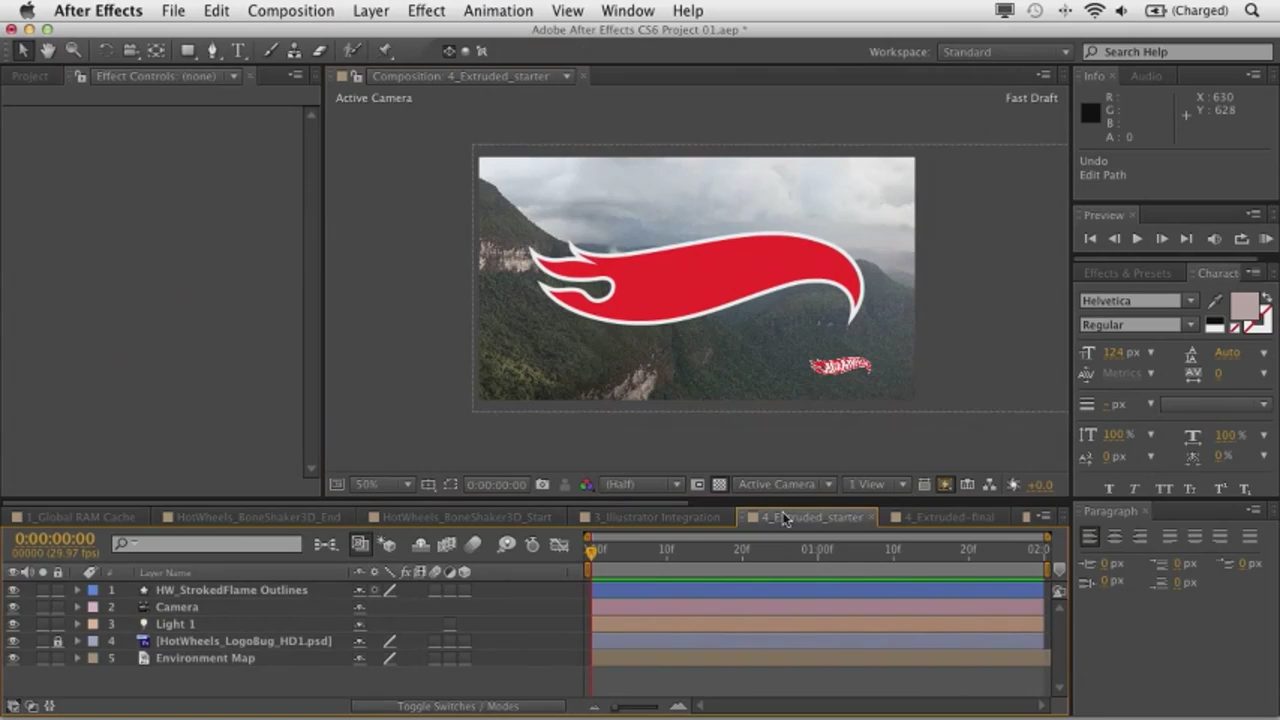 After Effects File Edit Composition Layer Effect Animation View Window Help (Charged)
Adobe After Effects CS6 Project 01.aep *
Workspace: Standard Search Help
Project Effect Controls: (none) Composition: 4_Extruded_starter Info Audio
Active Camera Fast Draft
R: X: 630
G: Y: 628
B:
A: 0
Undo
Edit Path
Preview
Effects & Presets Charact
Helvetica
Regular
124 px Auto
Metrics 0
- px
100% 100%
0 px 0%
T T TT Tr T T
50% 0:00:00:00 (Half) Active Camera 1 View +0.0
1_Global RAM Cache HotWheels_BoneShaker3D_End HotWheels_BoneShaker3D_Start 3_Illustrator Integration 4_Extruded_starter 4_Extruded-final Paragraph
0:00:00:00
00000 (29.97 fps) 10f 20f 01:00f 10f 20f 02:0
# Layer Name fx
1 HW_StrokedFlame Outlines
2 Camera
3 Light 1
4 [HotWheels_LogoBug_HD1.psd]
5 Environment Map
0 px 0 px 0 px
0 px 0 px
Toggle Switches / Modes